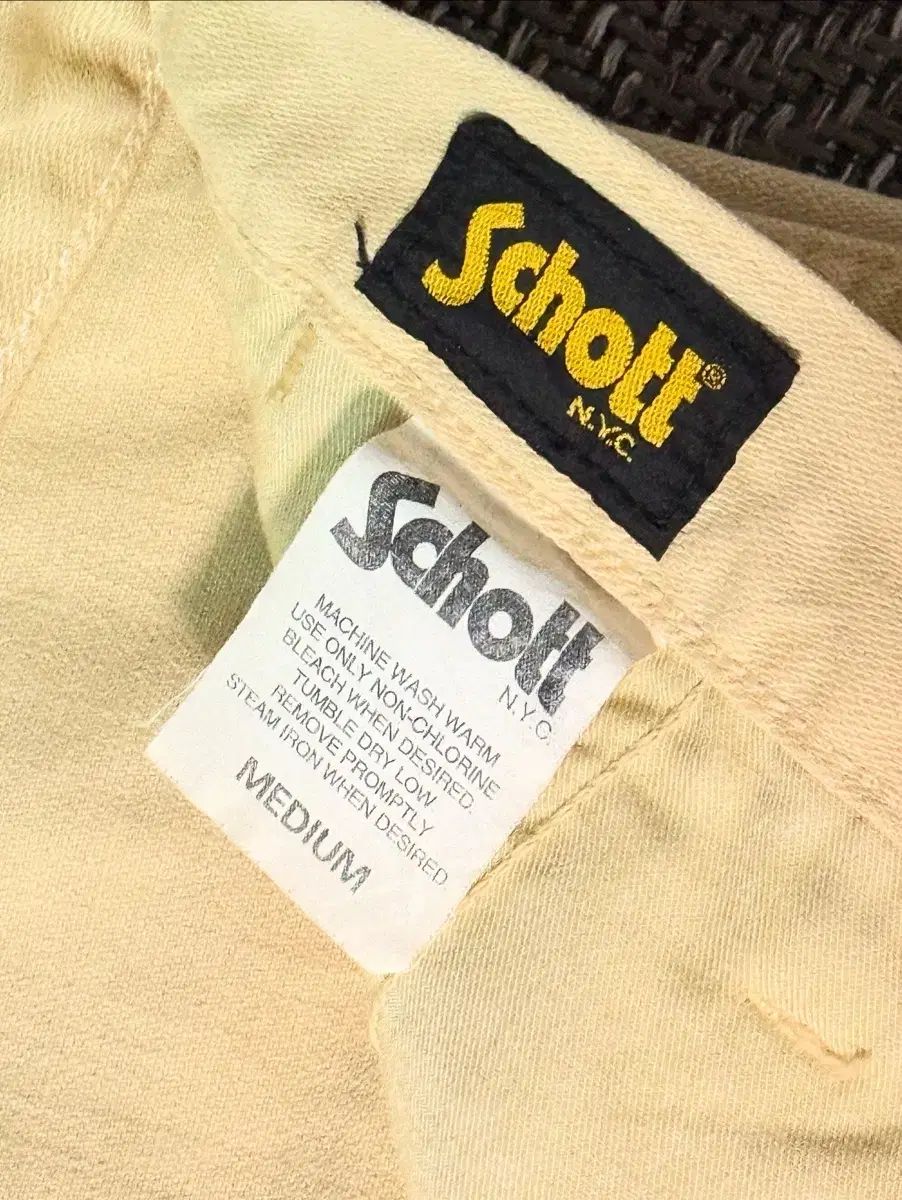 Schott®
N.Y.C.
Schott
N.Y.C.
MACHINE WASH WARM
USE ONLY NON-CHLORINE
BLEACH WHEN DESIRED.
TUMBLE DRY LOW
REMOVE PROMPTLY
STEAM IRON WHEN DESIRED
MEDIUM